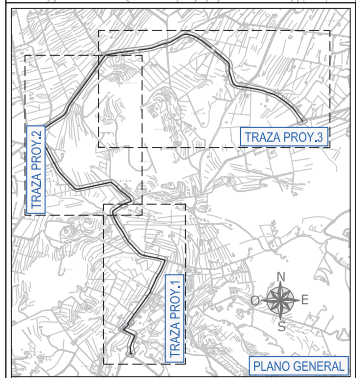 TRAZA PROY.3
TRAZA PROY.2
TRAZA PROY.1
N
O
E
S
PLANO GENERAL